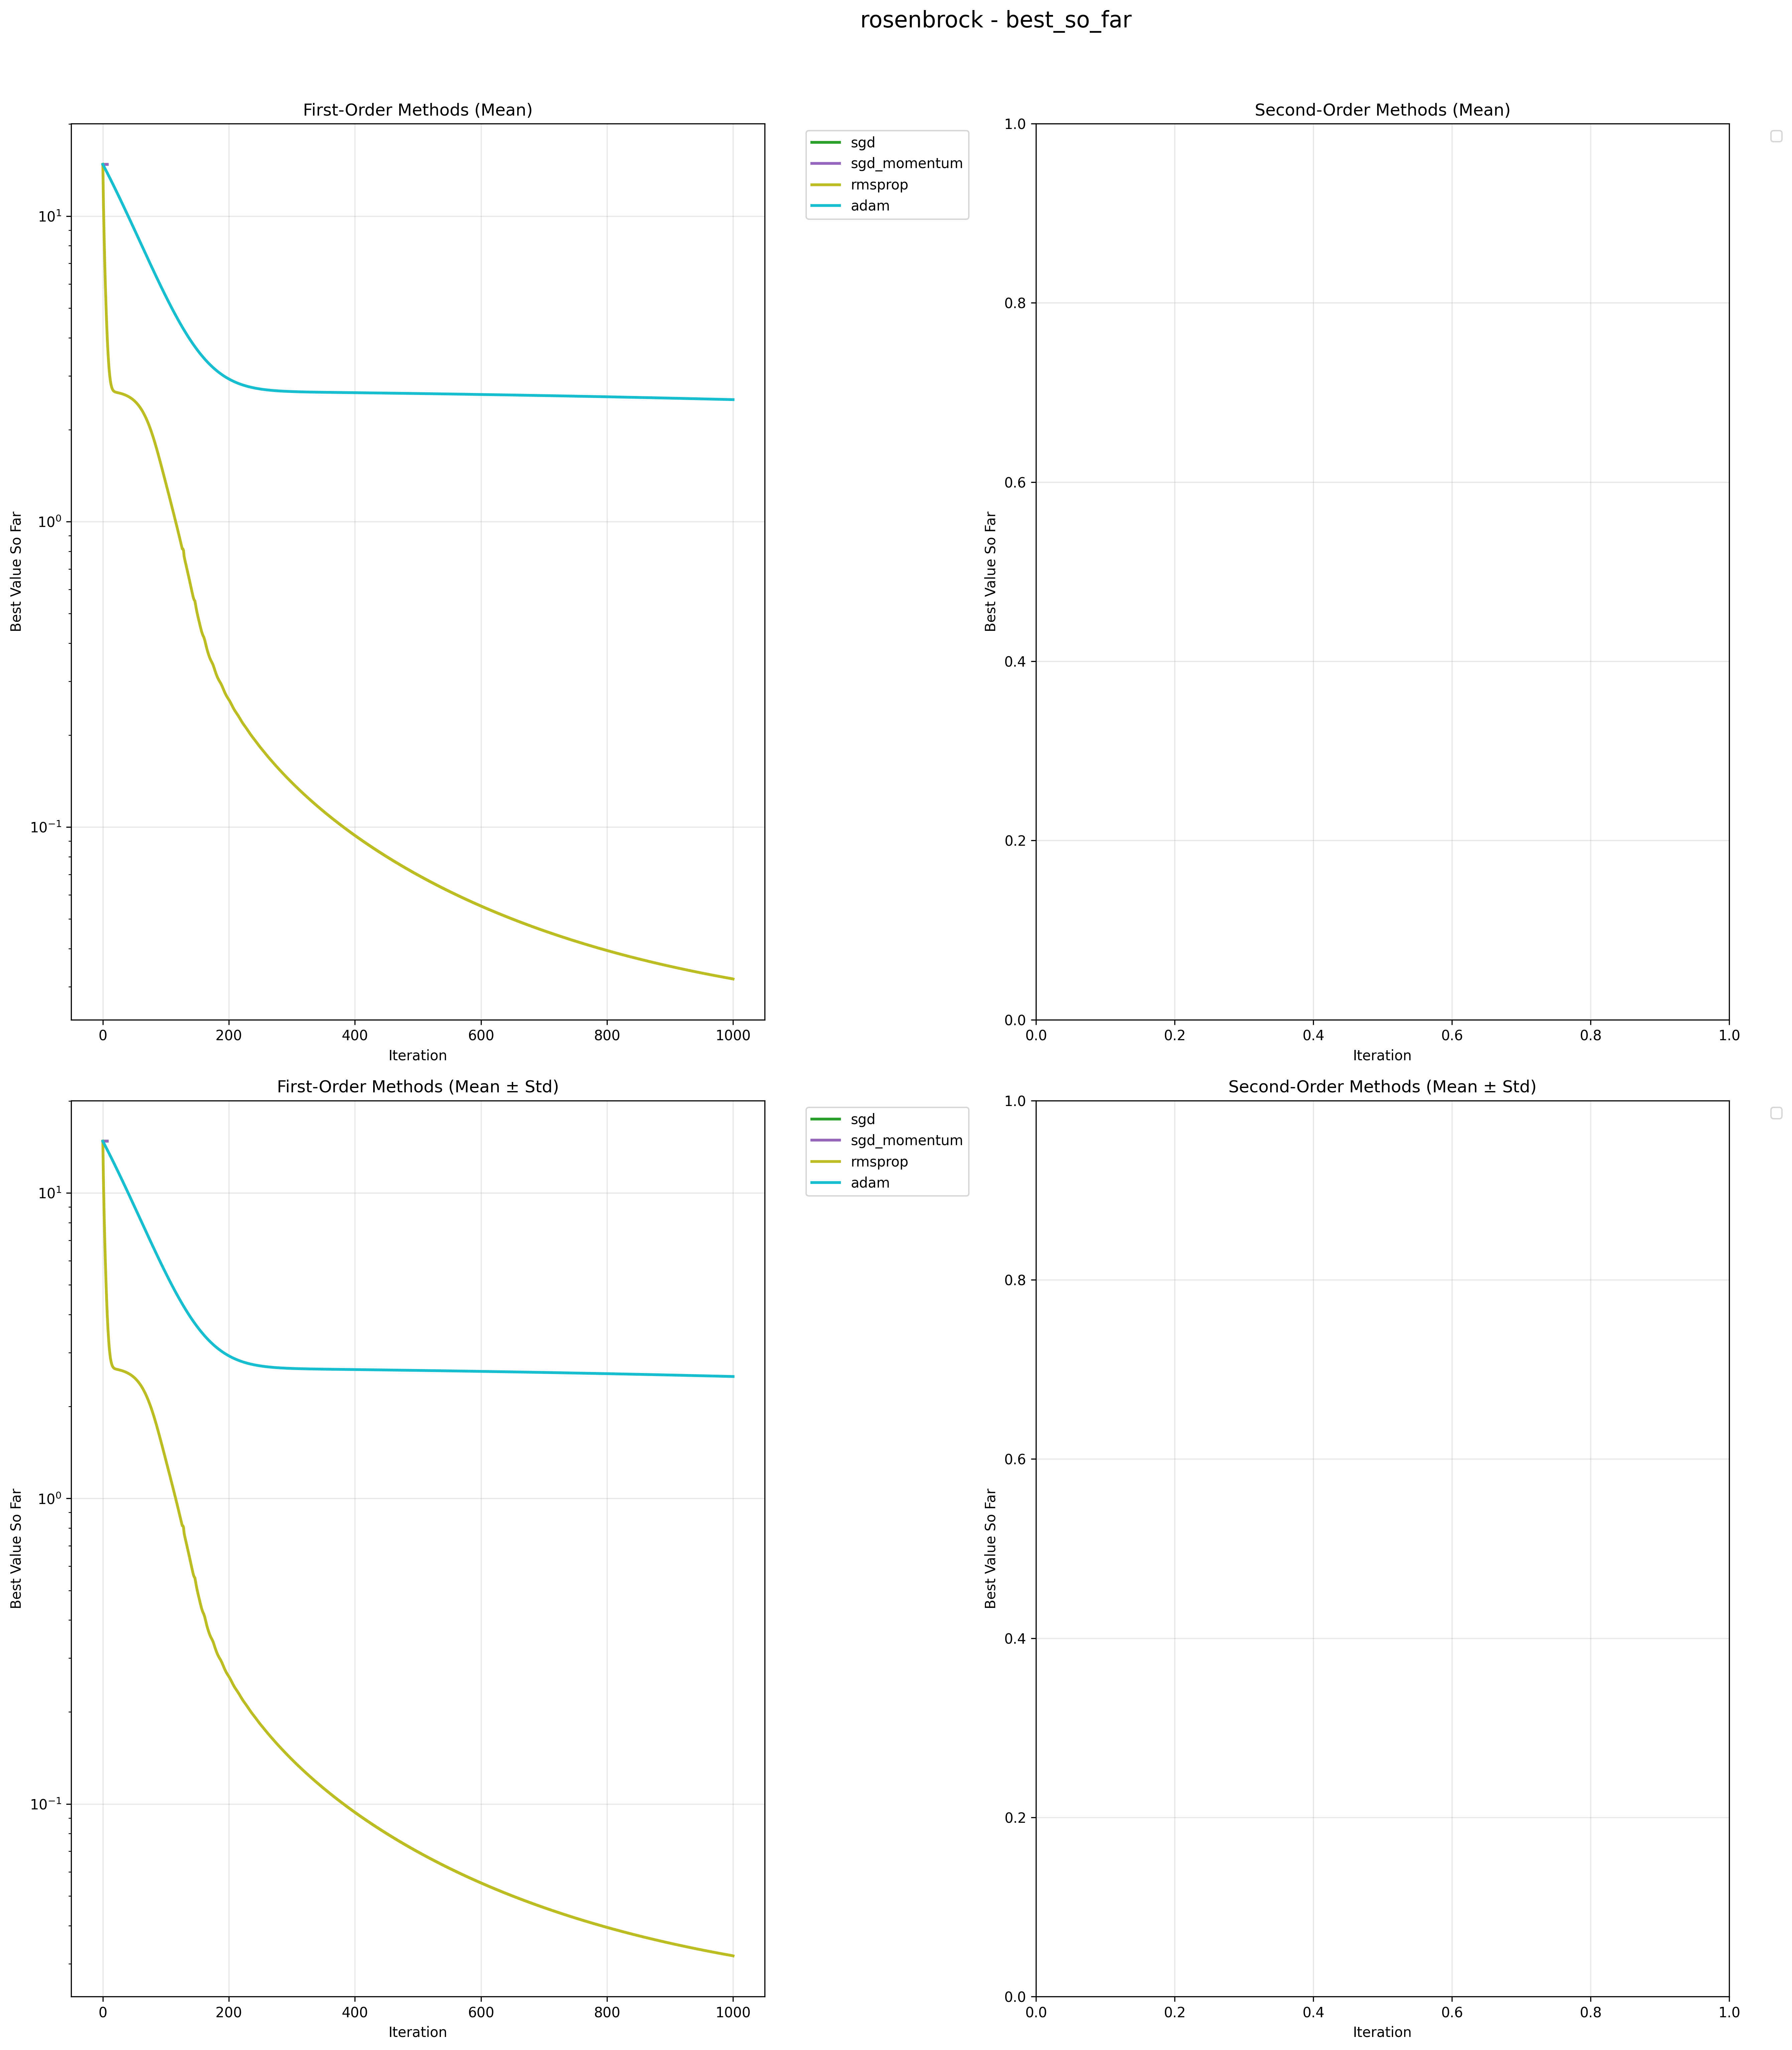 rosenbrock - best_so_far
First-Order Methods (Mean)
Best Value So Far
10¹
10⁰
10⁻¹
0 200 400 600 800 1000
Iteration
sgd
sgd_momentum
rmsprop
adam
Second-Order Methods (Mean)
Best Value So Far
1.0
0.8
0.6
0.4
0.2
0.0
0.0 0.2 0.4 0.6 0.8 1.0
Iteration
First-Order Methods (Mean ± Std)
Best Value So Far
10¹
10⁰
10⁻¹
0 200 400 600 800 1000
Iteration
sgd
sgd_momentum
rmsprop
adam
Second-Order Methods (Mean ± Std)
Best Value So Far
1.0
0.8
0.6
0.4
0.2
0.0
0.0 0.2 0.4 0.6 0.8 1.0
Iteration